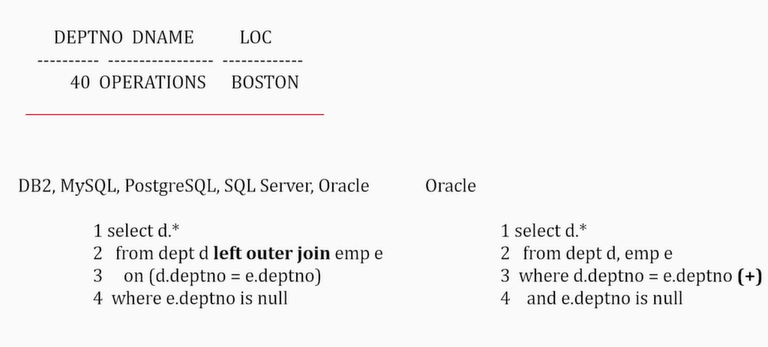 DEPTNO DNAME LOC
---------- ----------------- -------------
40 OPERATIONS BOSTON
DB2, MySQL, PostgreSQL, SQL Server, Oracle
1 select d.*
2 from dept d left outer join emp e
3 on (d.deptno = e.deptno)
4 where e.deptno is null
Oracle
1 select d.*
2 from dept d, emp e
3 where d.deptno = e.deptno (+)
4 and e.deptno is null